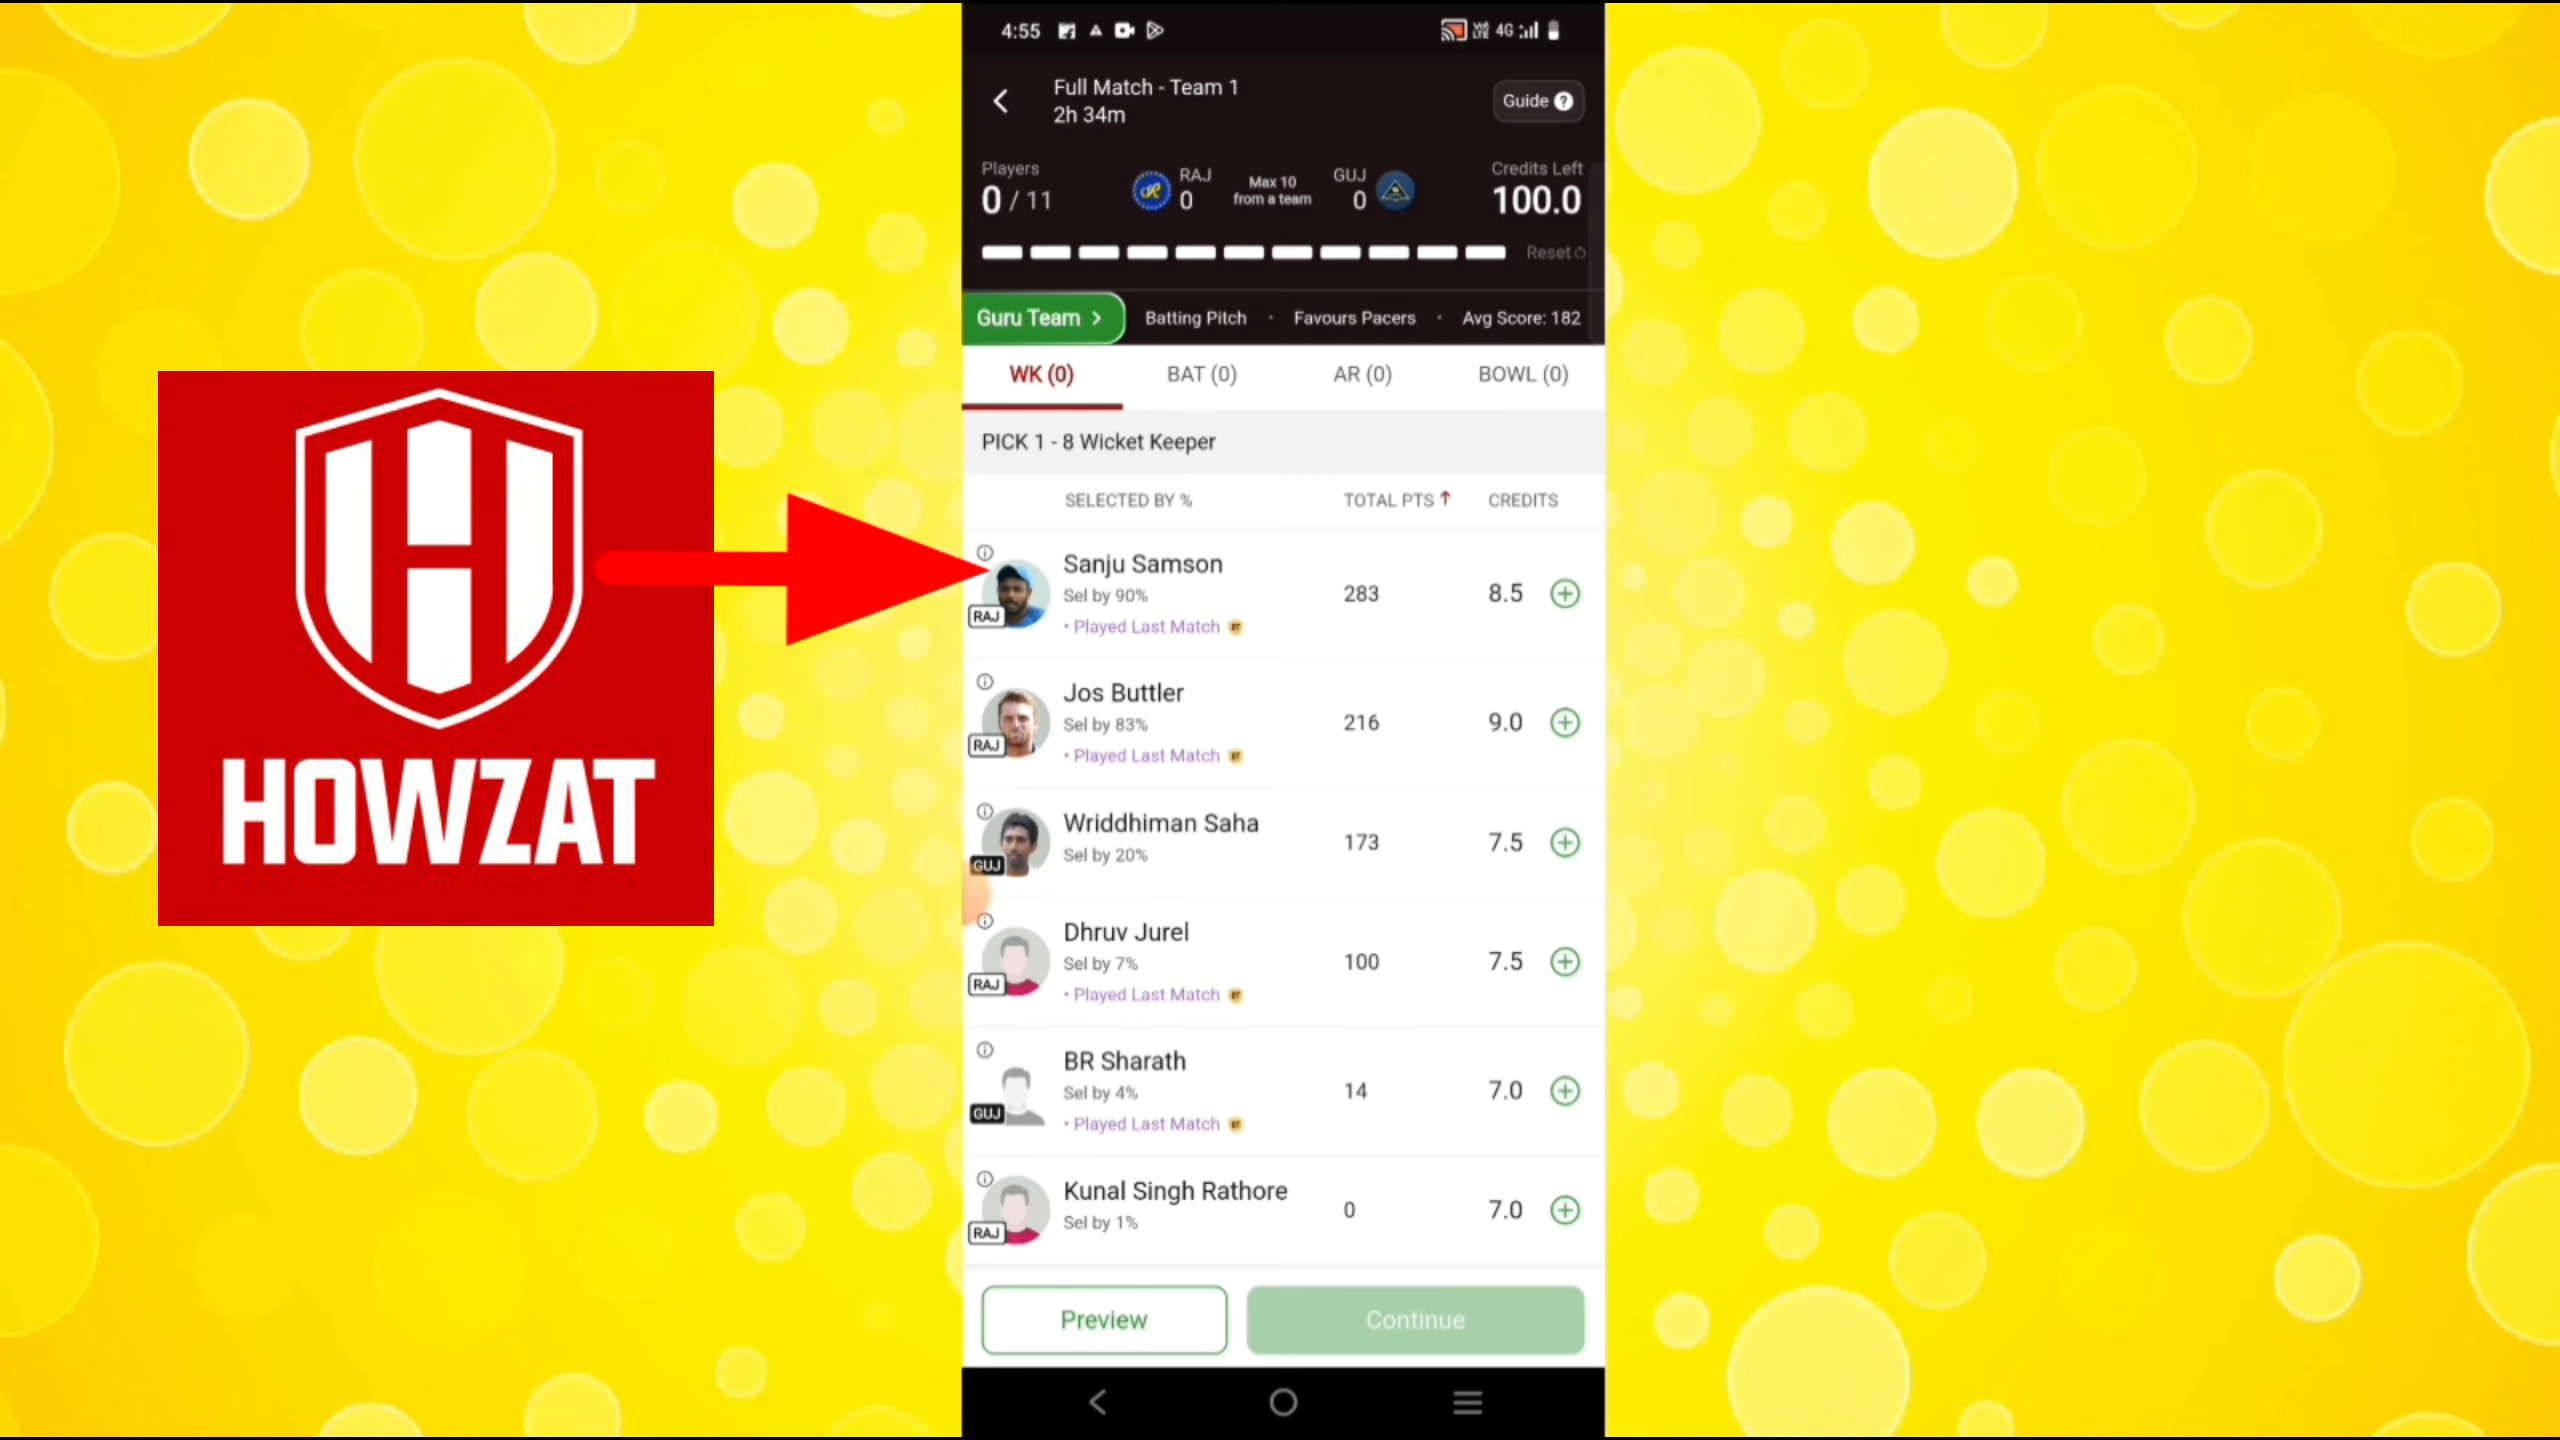 HOWZAT
4:55
4G
Full Match - Team 1
2h 34m
Guide ?
Players
0 / 11
RAJ
0
Max 10
from a team
GUJ
0
Credits Left
100.0
Reset
Guru Team >
Batting Pitch • Favours Pacers • Avg Score: 182
WK (0) BAT (0) AR (0) BOWL (0)
PICK 1 - 8 Wicket Keeper
SELECTED BY % TOTAL PTS ↑ CREDITS
Sanju Samson
Sel by 90%
• Played Last Match
RAJ
283 8.5
Jos Buttler
Sel by 83%
• Played Last Match
RAJ
216 9.0
Wriddhiman Saha
Sel by 20%
GUJ
173 7.5
Dhruv Jurel
Sel by 7%
• Played Last Match
RAJ
100 7.5
BR Sharath
Sel by 4%
• Played Last Match
GUJ
14 7.0
Kunal Singh Rathore
Sel by 1%
RAJ
0 7.0
Preview Continue